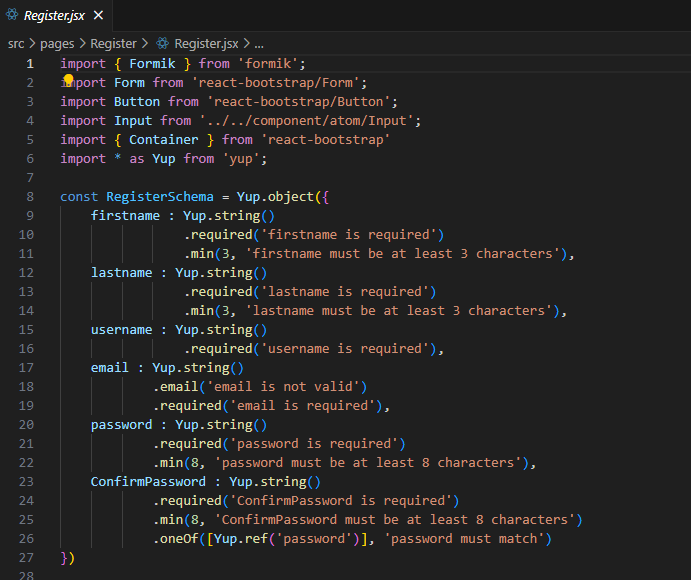 Register.jsx ×
src > pages > Register > Register.jsx > ...
1 import { Formik } from 'formik';
2 import Form from 'react-bootstrap/Form';
3 import Button from 'react-bootstrap/Button';
4 import Input from '../../component/atom/Input';
5 import { Container } from 'react-bootstrap'
6 import * as Yup from 'yup';
7
8 const RegisterSchema = Yup.object({
9     firstname : Yup.string()
10                 .required('firstname is required')
11                 .min(3, 'firstname must be at least 3 characters'),
12     lastname : Yup.string()
13                 .required('lastname is required')
14                 .min(3, 'lastname must be at least 3 characters'),
15     username : Yup.string()
16                 .required('username is required'),
17     email : Yup.string()
18             .email('email is not valid')
19             .required('email is required'),
20     password : Yup.string()
21             .required('password is required')
22             .min(8, 'password must be at least 8 characters'),
23     ConfirmPassword : Yup.string()
24             .required('ConfirmPassword is required')
25             .min(8, 'ConfirmPassword must be at least 8 characters')
26             .oneOf([Yup.ref('password')], 'password must match')
27 })
28